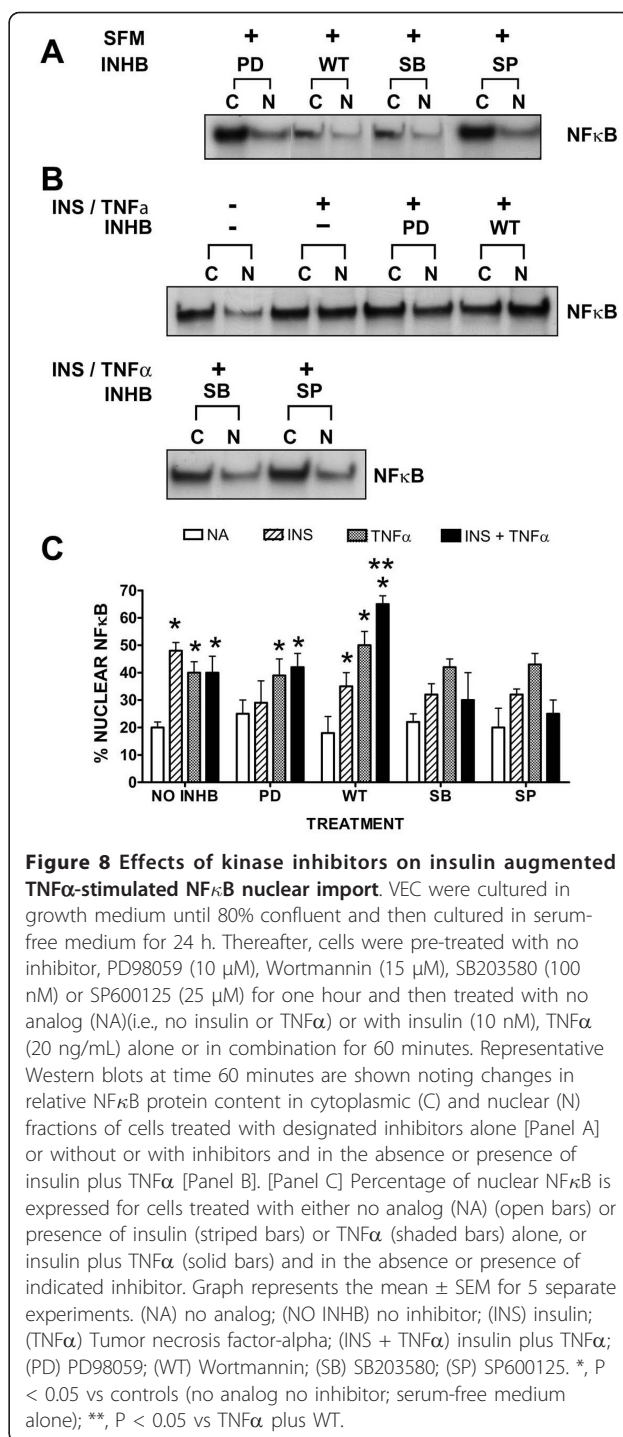 A
SFM + + + +
INHB PD WT SB SP
C N C N C N C N
NFκB
B
INS / TNFa - + + +
INHB - – PD WT
C N C N C N C N
NFκB
INS / TNFα + +
INHB SB SP
C N C N
NFκB
C
NA INS TNFα INS + TNFα
% NUCLEAR NFκB
70
60
50
40
30
20
10
0
* * * * * * * ** *
NO INHB PD WT SB SP
TREATMENT
Figure 8 Effects of kinase inhibitors on insulin augmented
TNFα-stimulated NFκB nuclear import. VEC were cultured in
growth medium until 80% confluent and then cultured in serum-
free medium for 24 h. Thereafter, cells were pre-treated with no
inhibitor, PD98059 (10 μM), Wortmannin (15 μM), SB203580 (100
nM) or SP600125 (25 μM) for one hour and then treated with no
analog (NA)(i.e., no insulin or TNFα) or with insulin (10 nM), TNFα
(20 ng/mL) alone or in combination for 60 minutes. Representative
Western blots at time 60 minutes are shown noting changes in
relative NFκB protein content in cytoplasmic (C) and nuclear (N)
fractions of cells treated with designated inhibitors alone [Panel A]
or without or with inhibitors and in the absence or presence of
insulin plus TNFα [Panel B]. [Panel C] Percentage of nuclear NFκB is
expressed for cells treated with either no analog (NA) (open bars) or
presence of insulin (striped bars) or TNFα (shaded bars) alone, or
insulin plus TNFα (solid bars) and in the absence or presence of
indicated inhibitor. Graph represents the mean ± SEM for 5 separate
experiments. (NA) no analog; (NO INHB) no inhibitor; (INS) insulin;
(TNFα) Tumor necrosis factor-alpha; (INS + TNFα) insulin plus TNFα;
(PD) PD98059; (WT) Wortmannin; (SB) SB203580; (SP) SP600125. *, P
< 0.05 vs controls (no analog no inhibitor; serum-free medium
alone); **, P < 0.05 vs TNFα plus WT.